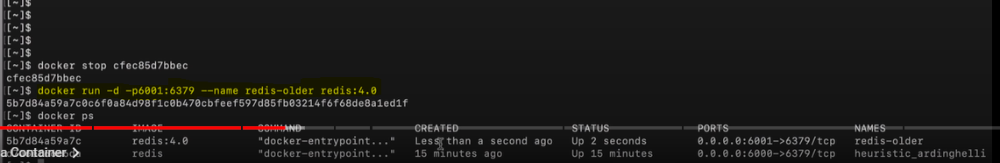 [~]$
[~]$
[~]$
[~]$
[~]$
[~]$ docker stop cfec85d7bbec
cfec85d7bbec
[~]$ docker run -d -p6001:6379 --name redis-older redis:4.0
5b7d84a59a7c0c6f0a84d98f1c0b470cbfeef597d85fb03214f6f68de8a1ed1f
[~]$ docker ps
CONTAINER ID IMAGE COMMAND CREATED STATUS PORTS NAMES
5b7d84a59a7c redis:4.0 "docker-entrypoint..." Less than a second ago Up 2 seconds 0.0.0.0:6001->6379/tcp redis-older
redis "docker-entrypoint..." 15 minutes ago Up 15 minutes 0.0.0.0:6000->6379/tcp heuristic_ardinghelli
a Container >